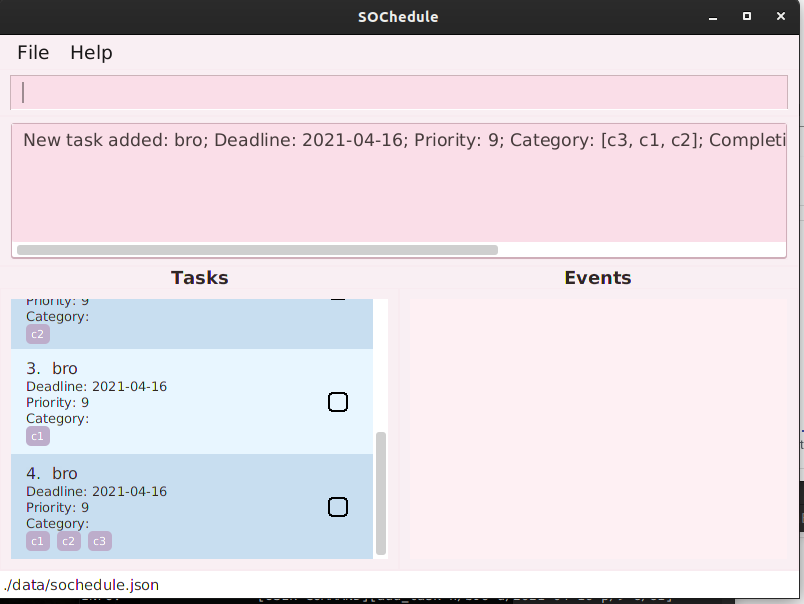 SOChedule
File Help
New task added: bro; Deadline: 2021-04-16; Priority: 9; Category: [c3, c1, c2]; Completi
Tasks Events
Priority: 9
Category:
c2
3. bro
Deadline: 2021-04-16
Priority: 9
Category:
c1
4. bro
Deadline: 2021-04-16
Priority: 9
Category:
c1 c2 c3
./data/sochedule.json